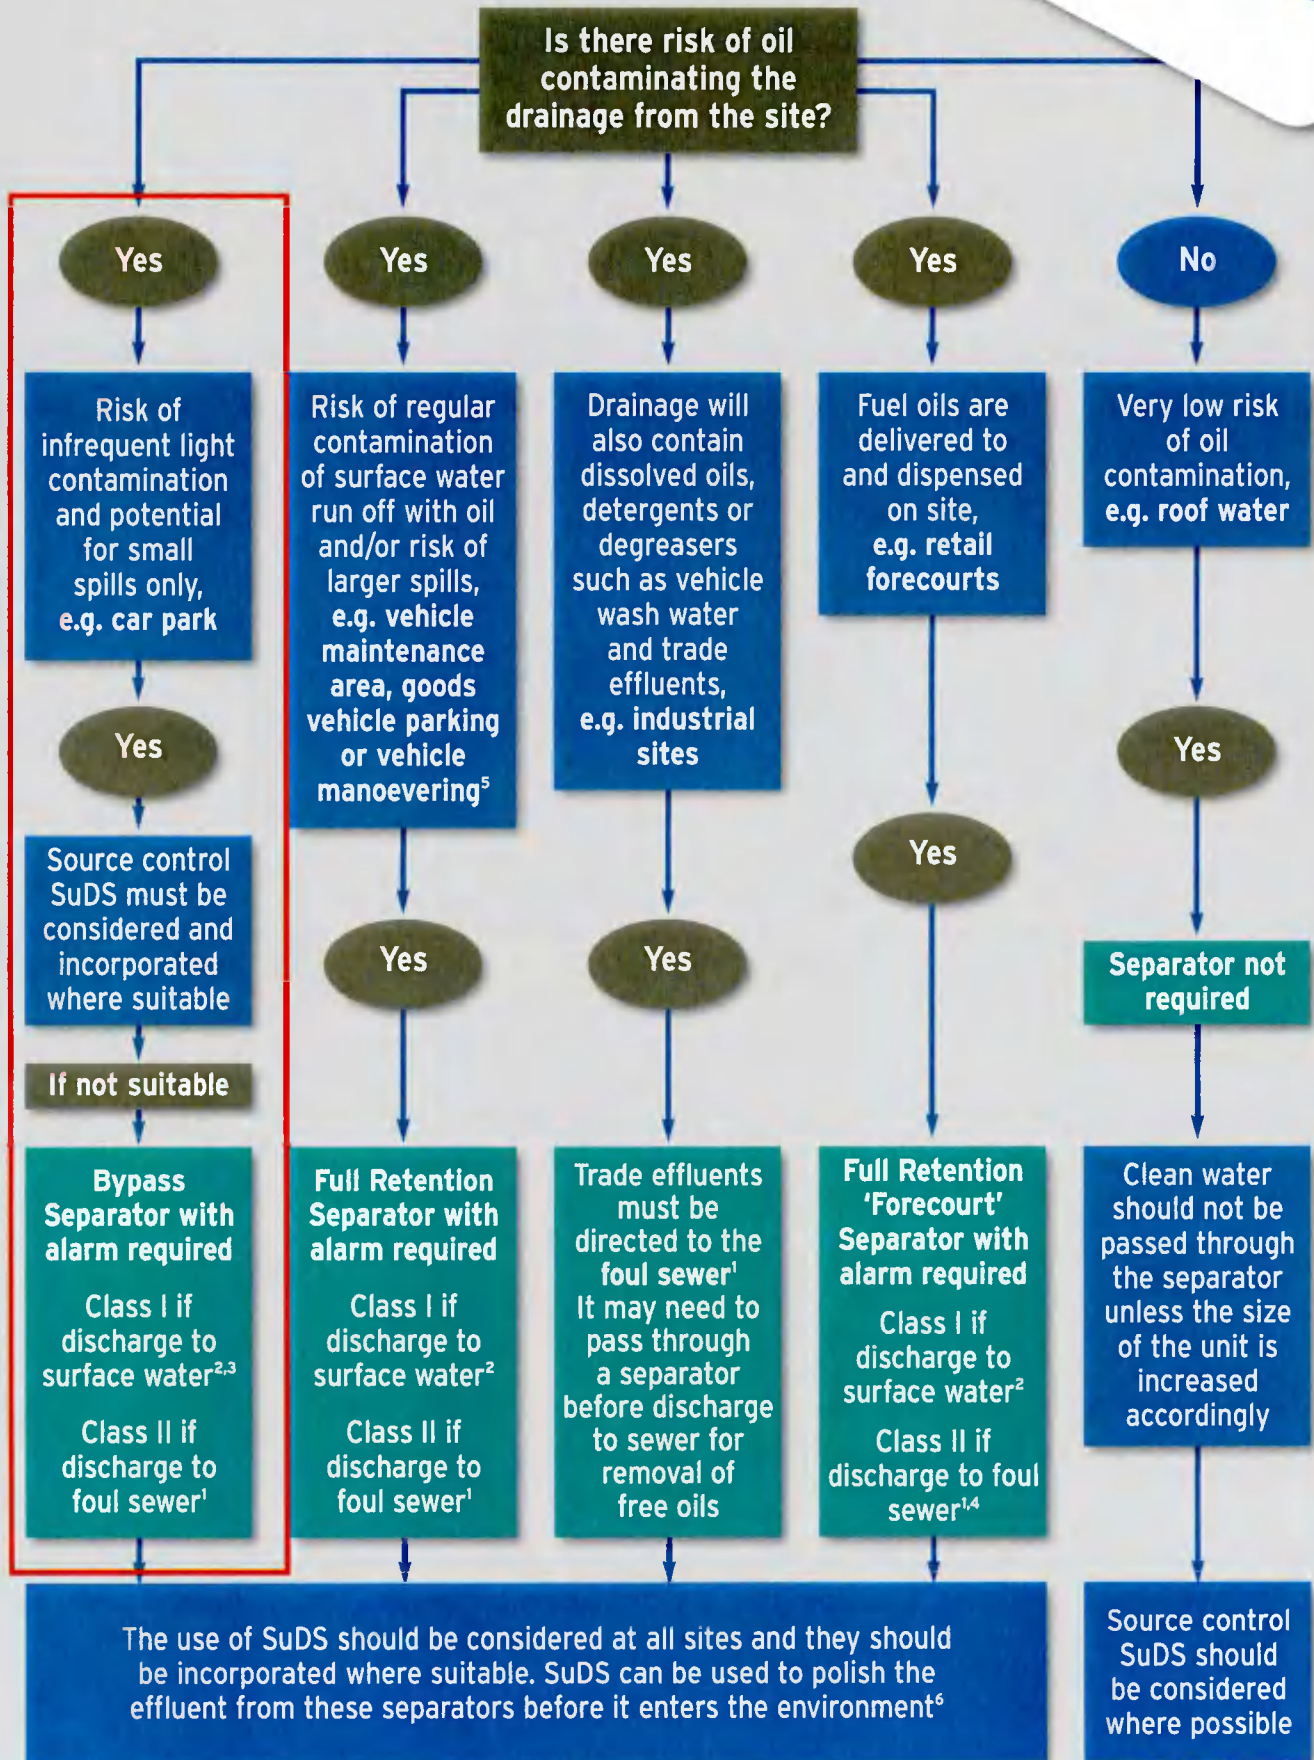 Is there risk of oil
contaminating the
drainage from the site?
Yes
Risk of
infrequent light
contamination
and potential
for small
spills only,
e.g. car park
Yes
Source control
SuDS must be
considered and
incorporated
where suitable
If not suitable
Bypass
Separator with
alarm required
Class I if
discharge to
surface water²,³
Class II if
discharge to
foul sewer¹
Yes
Risk of regular
contamination
of surface water
run off with oil
and/or risk of
larger spills,
e.g. vehicle
maintenance
area, goods
vehicle parking
or vehicle
manoevering⁵
Yes
Full Retention
Separator with
alarm required
Class I if
discharge to
surface water²
Class II if
discharge to
foul sewer¹
Yes
Drainage will
also contain
dissolved oils,
detergents or
degreasers
such as vehicle
wash water
and trade
effluents,
e.g. industrial
sites
Yes
Trade effluents
must be
directed to the
foul sewer¹
It may need to
pass through
a separator
before discharge
to sewer for
removal of
free oils
Yes
Fuel oils are
delivered to
and dispensed
on site,
e.g. retail
forecourts
Yes
Full Retention
'Forecourt'
Separator with
alarm required
Class I if
discharge to
surface water²
Class II if
discharge to foul
sewer¹,⁴
No
Very low risk
of oil
contamination,
e.g. roof water
Yes
Separator not
required
Clean water
should not be
passed through
the separator
unless the size
of the unit is
increased
accordingly
The use of SuDS should be considered at all sites and they should
be incorporated where suitable. SuDS can be used to polish the
effluent from these separators before it enters the environment⁶
Source control
SuDS should
be considered
where possible